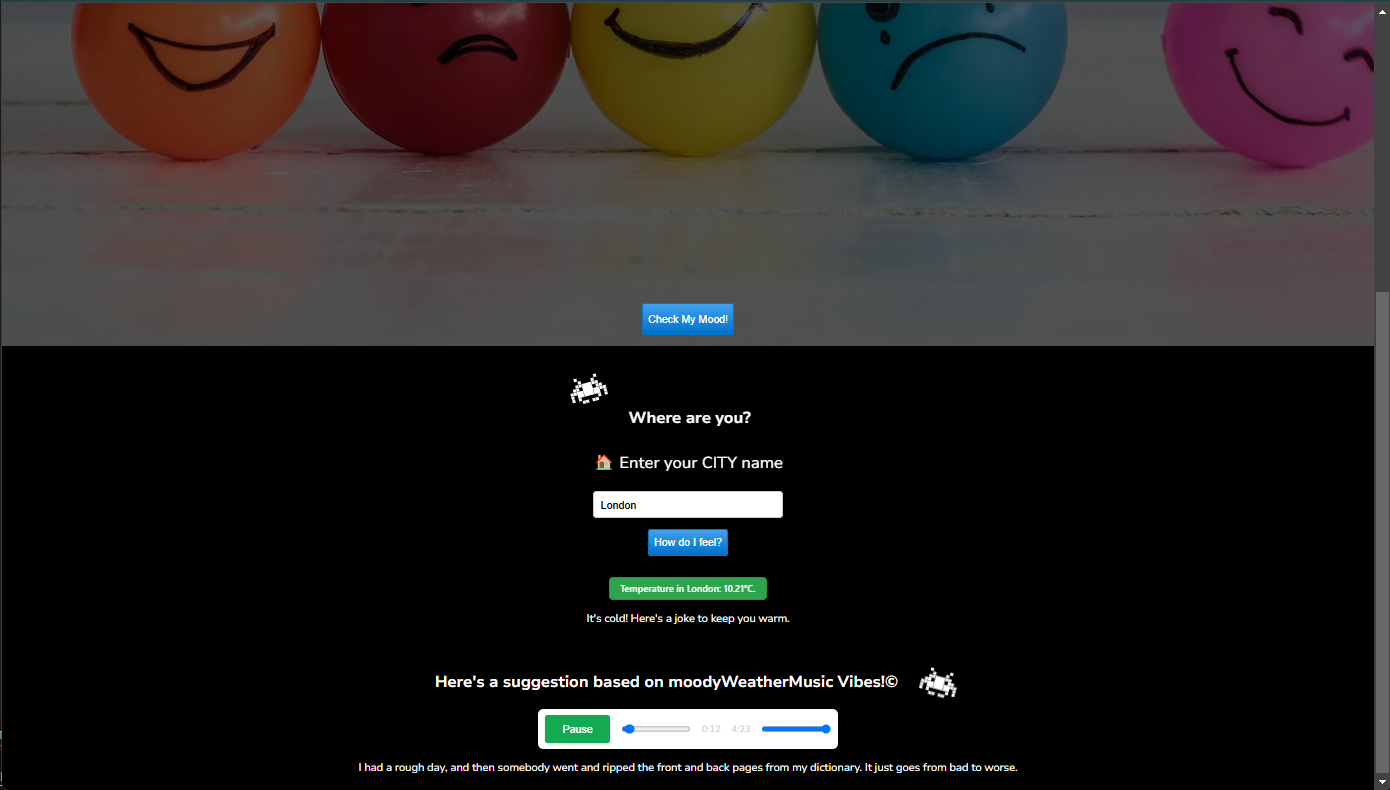 Check My Mood!
Where are you?
🏠 Enter your CITY name
London
How do I feel?
Temperature in London: 10.21°C.
It's cold! Here's a joke to keep you warm.
Here's a suggestion based on moodyWeatherMusic Vibes!©
Pause 0:12 4:23
I had a rough day, and then somebody went and ripped the front and back pages from my dictionary. It just goes from bad to worse.